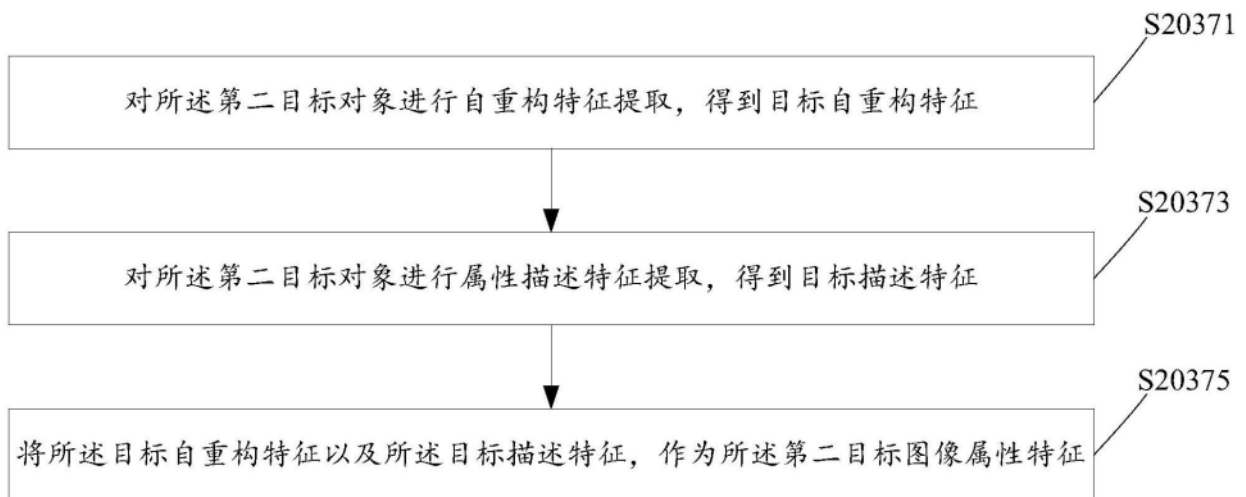 S20371
对所述第二目标对象进行自重构特征提取，得到目标自重构特征
S20373
对所述第二目标对象进行属性描述特征提取，得到目标描述特征
S20375
将所述目标自重构特征以及所述目标描述特征，作为所述第二目标图像属性特征